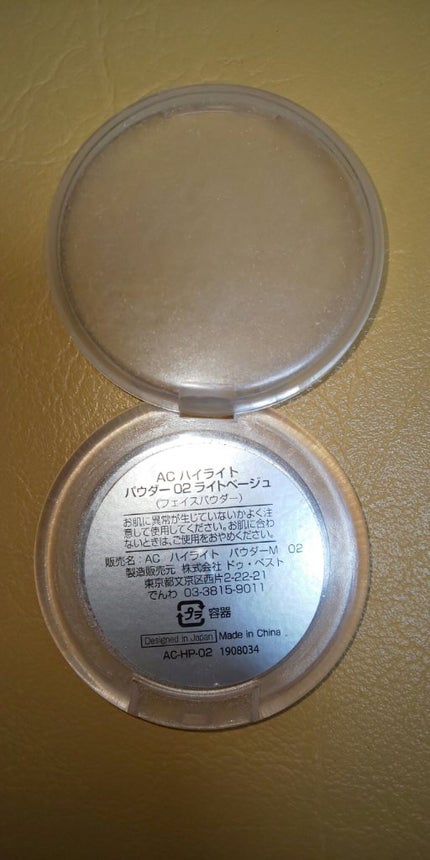 AC ハイライト
パウダー 02 ライトベージュ
(フェイスパウダー)
お肌に異常が生じていないかよく注
意して使用してください。お肌に合わ
ないときは、ご使用をおやめください。
販売名：AC ハイライト パウダーM 02
製造販売元 株式会社 ドゥ・ベスト
東京都文京区西片2-22-21
でんわ 03-3815-9011
プラ 容器
Designed in Japan Made in China
AC-HP-02 1908034